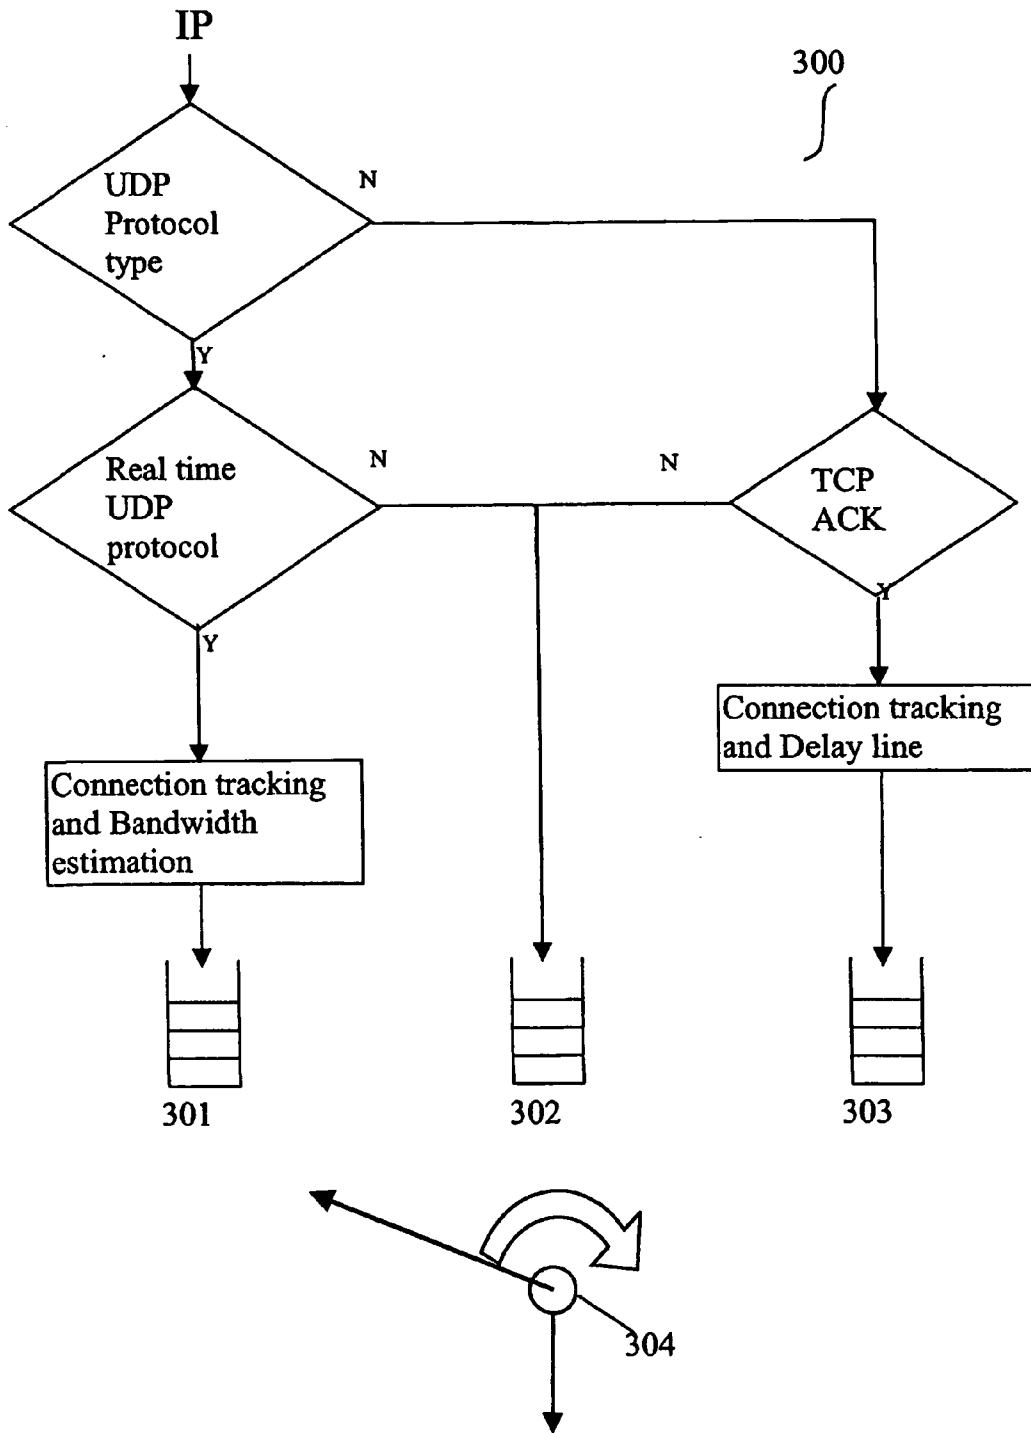 IP
300
UDP
Protocol
type
N
Y
Real time
UDP
protocol
N
N
TCP
ACK
Y
Y
Connection tracking
and Delay line
Connection tracking
and Bandwidth
estimation
301
302
303
304